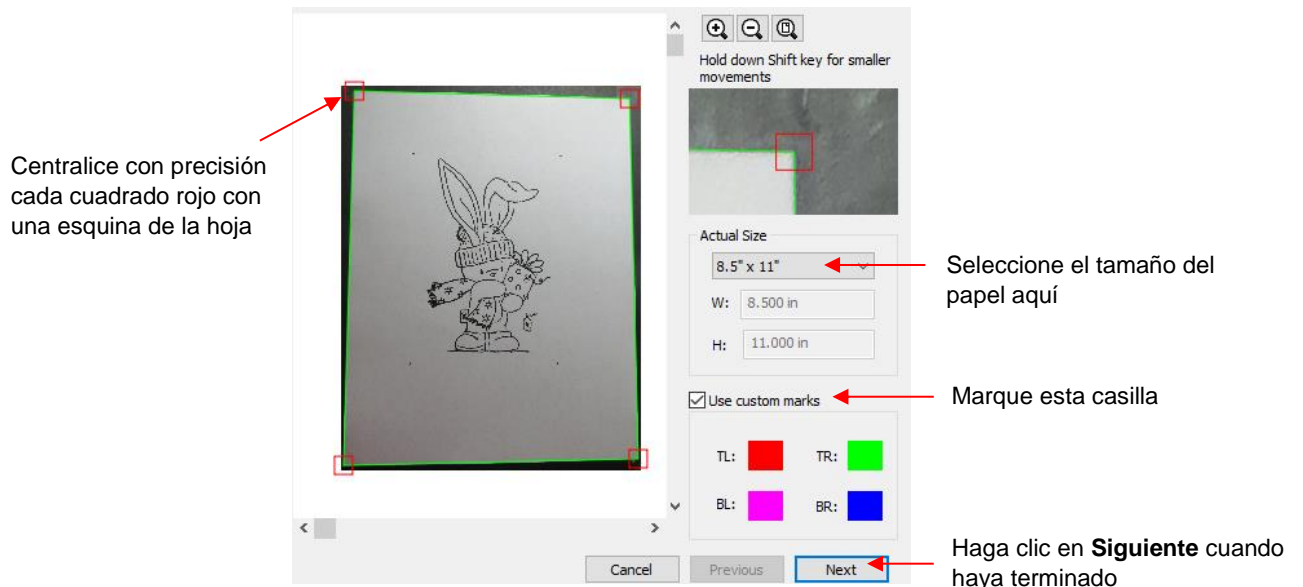 Centralice con precisión
cada cuadrado rojo con
una esquina de la hoja
Hold down Shift key for smaller
movements
Actual Size
8.5" x 11"
W: 8.500 in
H: 11.000 in
Seleccione el tamaño del
papel aquí
Use custom marks
Marque esta casilla
TL: TR:
BL: BR:
Cancel Previous Next
Haga clic en Siguiente cuando
haya terminado